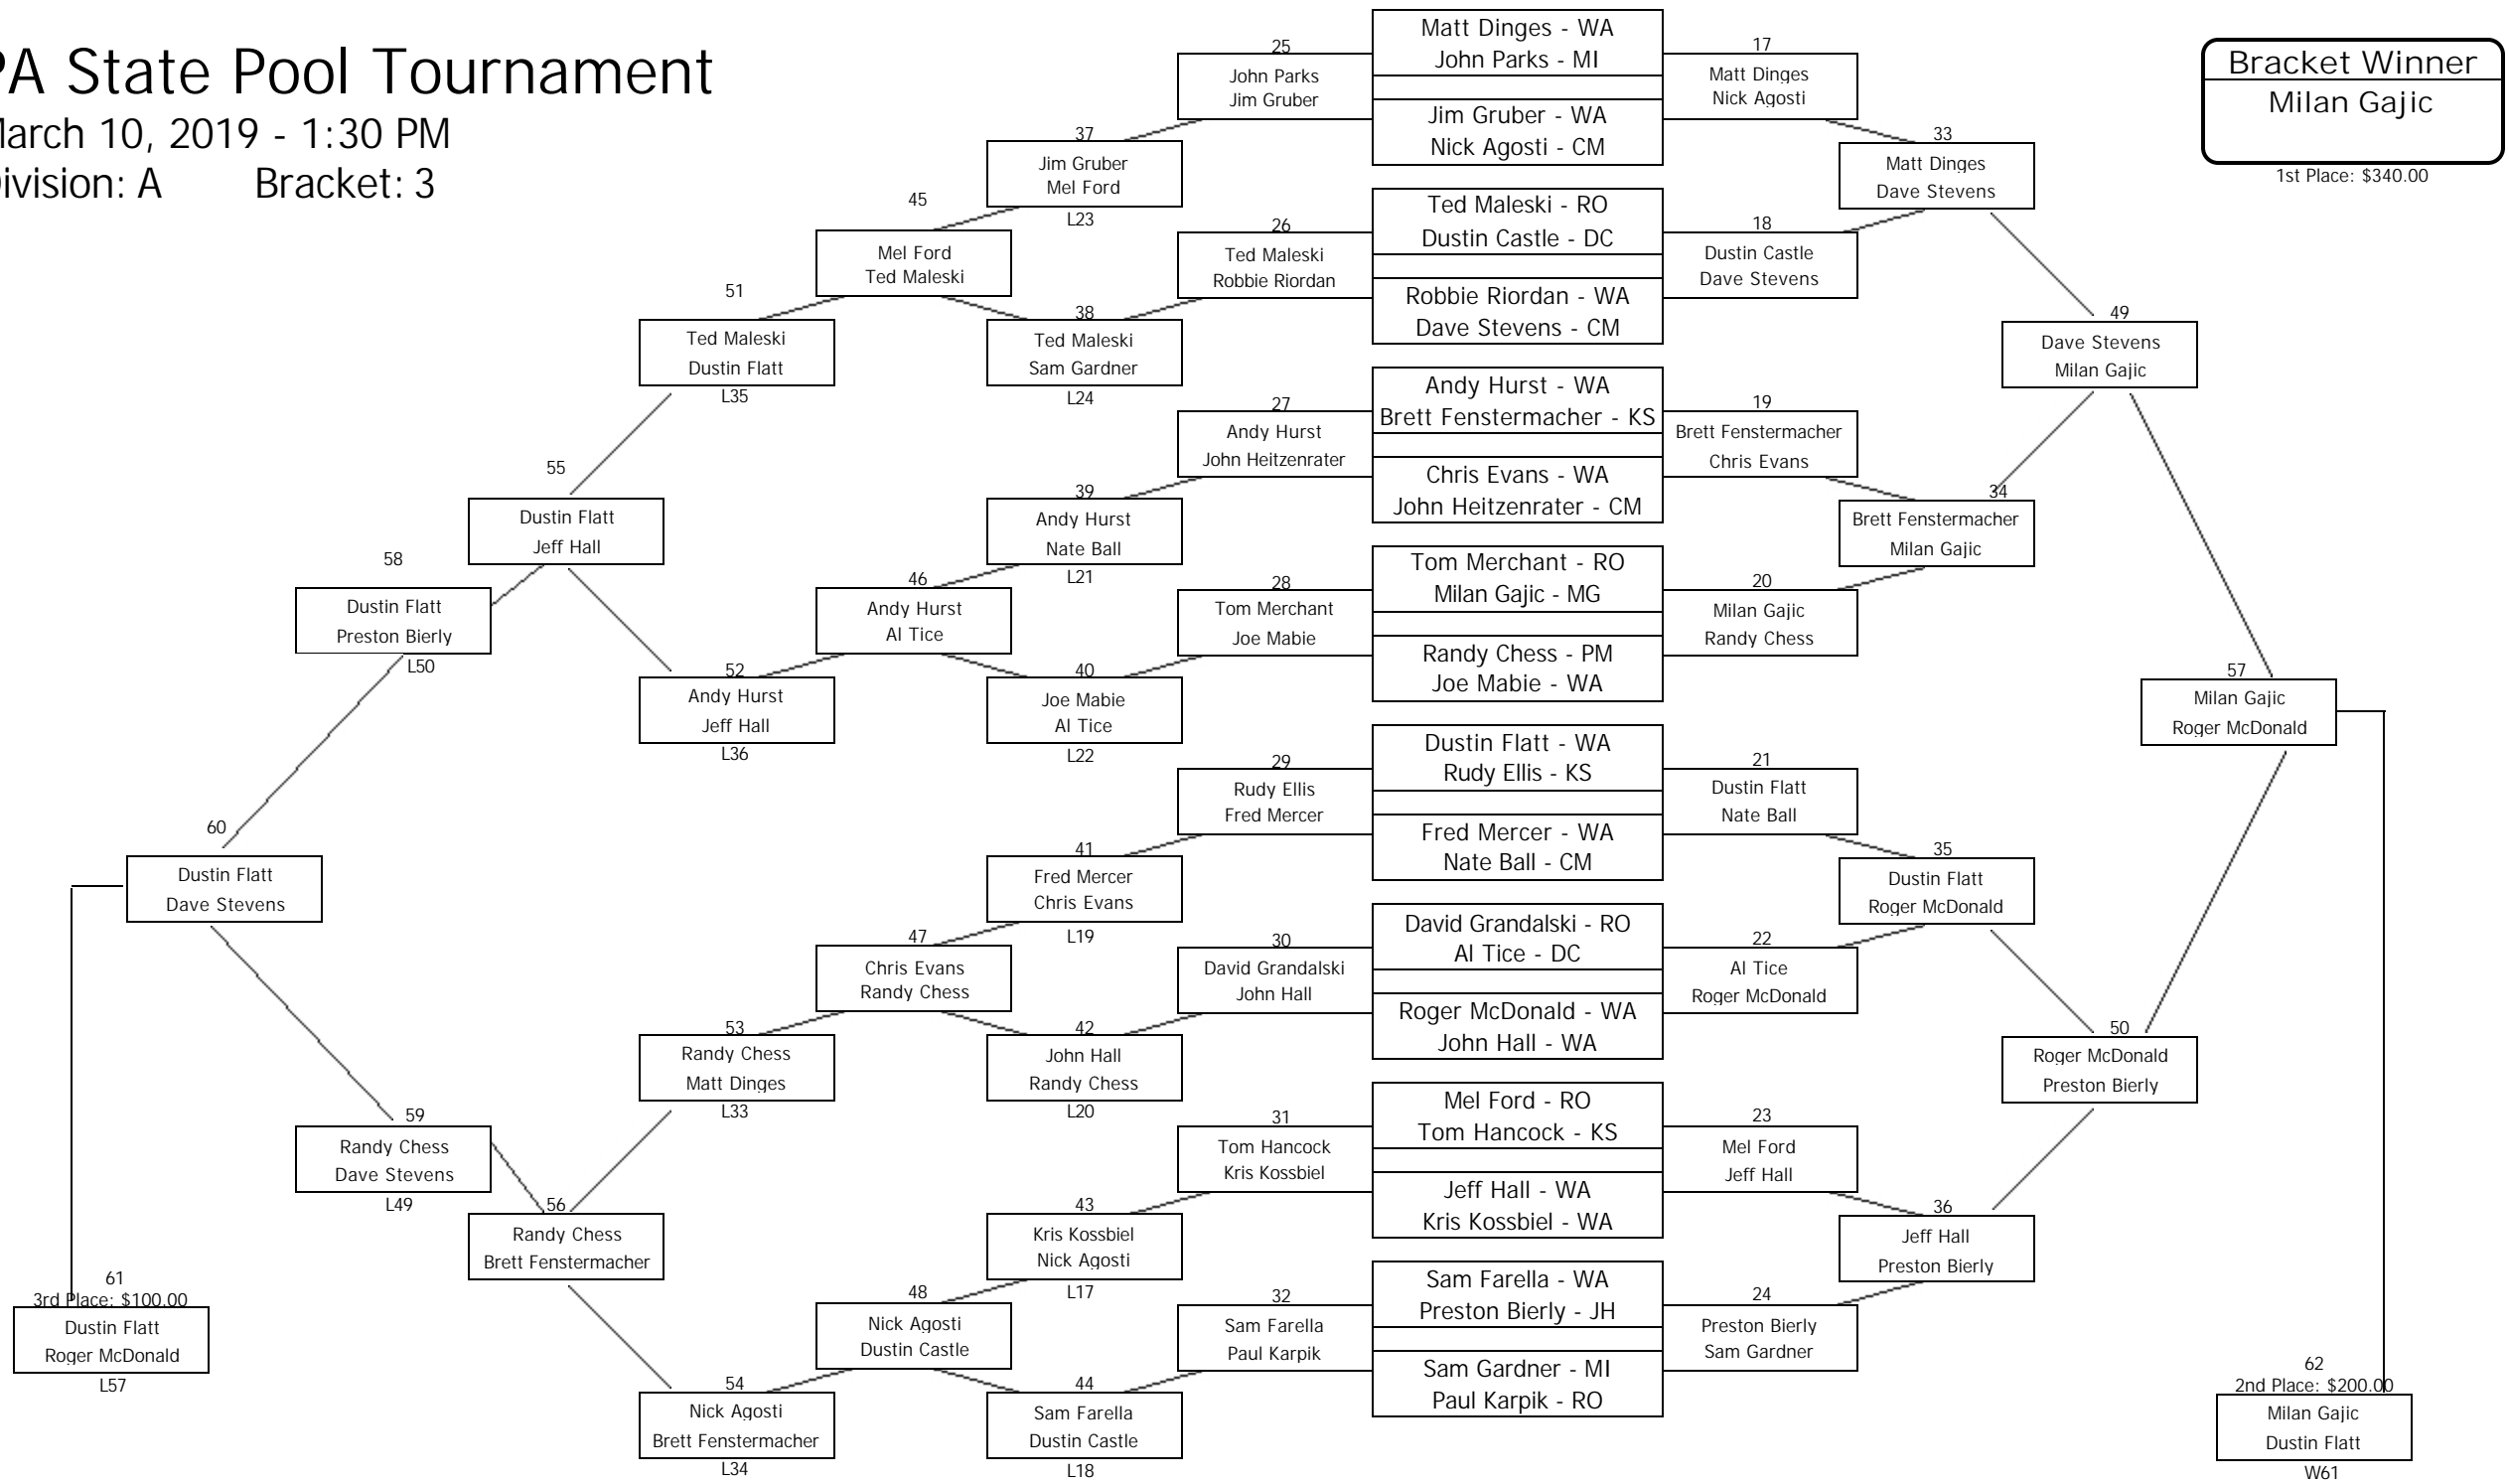 PA State Pool Tournament
March 10, 2019 - 1:30 PM
Division: A Bracket: 3
Bracket Winner
Milan Gajic
1st Place: $340.00
Matt Dinges - WA
John Parks - MI
Jim Gruber - WA
Nick Agosti - CM
Ted Maleski - RO
Dustin Castle - DC
Robbie Riordan - WA
Dave Stevens - CM
Andy Hurst - WA
Brett Fenstermacher - KS
Chris Evans - WA
John Heitzenrater - CM
Tom Merchant - RO
Milan Gajic - MG
Randy Chess - PM
Joe Mabie - WA
Dustin Flatt - WA
Rudy Ellis - KS
Fred Mercer - WA
Nate Ball - CM
David Grandalski - RO
Al Tice - DC
Roger McDonald - WA
John Hall - WA
Mel Ford - RO
Tom Hancock - KS
Jeff Hall - WA
Kris Kossbiel - WA
Sam Farella - WA
Preston Bierly - JH
Sam Gardner - MI
Paul Karpik - RO
17
Matt Dinges
Nick Agosti
18
Dustin Castle
Dave Stevens
19
Brett Fenstermacher
Chris Evans
20
Milan Gajic
Randy Chess
21
Dustin Flatt
Nate Ball
22
Al Tice
Roger McDonald
23
Mel Ford
Jeff Hall
24
Preston Bierly
Sam Gardner
33
Matt Dinges
Dave Stevens
34
Brett Fenstermacher
Milan Gajic
35
Dustin Flatt
Roger McDonald
36
Jeff Hall
Preston Bierly
49
Dave Stevens
Milan Gajic
50
Roger McDonald
Preston Bierly
57
Milan Gajic
Roger McDonald
62
2nd Place: $200.00
Milan Gajic
Dustin Flatt
W61
25
John Parks
Jim Gruber
26
Ted Maleski
Robbie Riordan
27
Andy Hurst
John Heitzenrater
28
Tom Merchant
Joe Mabie
29
Rudy Ellis
Fred Mercer
30
David Grandalski
John Hall
31
Tom Hancock
Kris Kossbiel
32
Sam Farella
Paul Karpik
37
Jim Gruber
Mel Ford
L23
38
Ted Maleski
Sam Gardner
L24
39
Andy Hurst
Nate Ball
L21
40
Joe Mabie
Al Tice
L22
41
Fred Mercer
Chris Evans
L19
42
John Hall
Randy Chess
L20
43
Kris Kossbiel
Nick Agosti
L17
44
Sam Farella
Dustin Castle
L18
45
Mel Ford
Ted Maleski
46
Andy Hurst
Al Tice
47
Chris Evans
Randy Chess
48
Nick Agosti
Dustin Castle
51
Ted Maleski
Dustin Flatt
L35
52
Andy Hurst
Jeff Hall
L36
53
Randy Chess
Matt Dinges
L33
54
Nick Agosti
Brett Fenstermacher
L34
55
Dustin Flatt
Jeff Hall
56
Randy Chess
Brett Fenstermacher
58
Dustin Flatt
Preston Bierly
L50
59
Randy Chess
Dave Stevens
L49
60
Dustin Flatt
Dave Stevens
61
3rd Place: $100.00
Dustin Flatt
Roger McDonald
L57